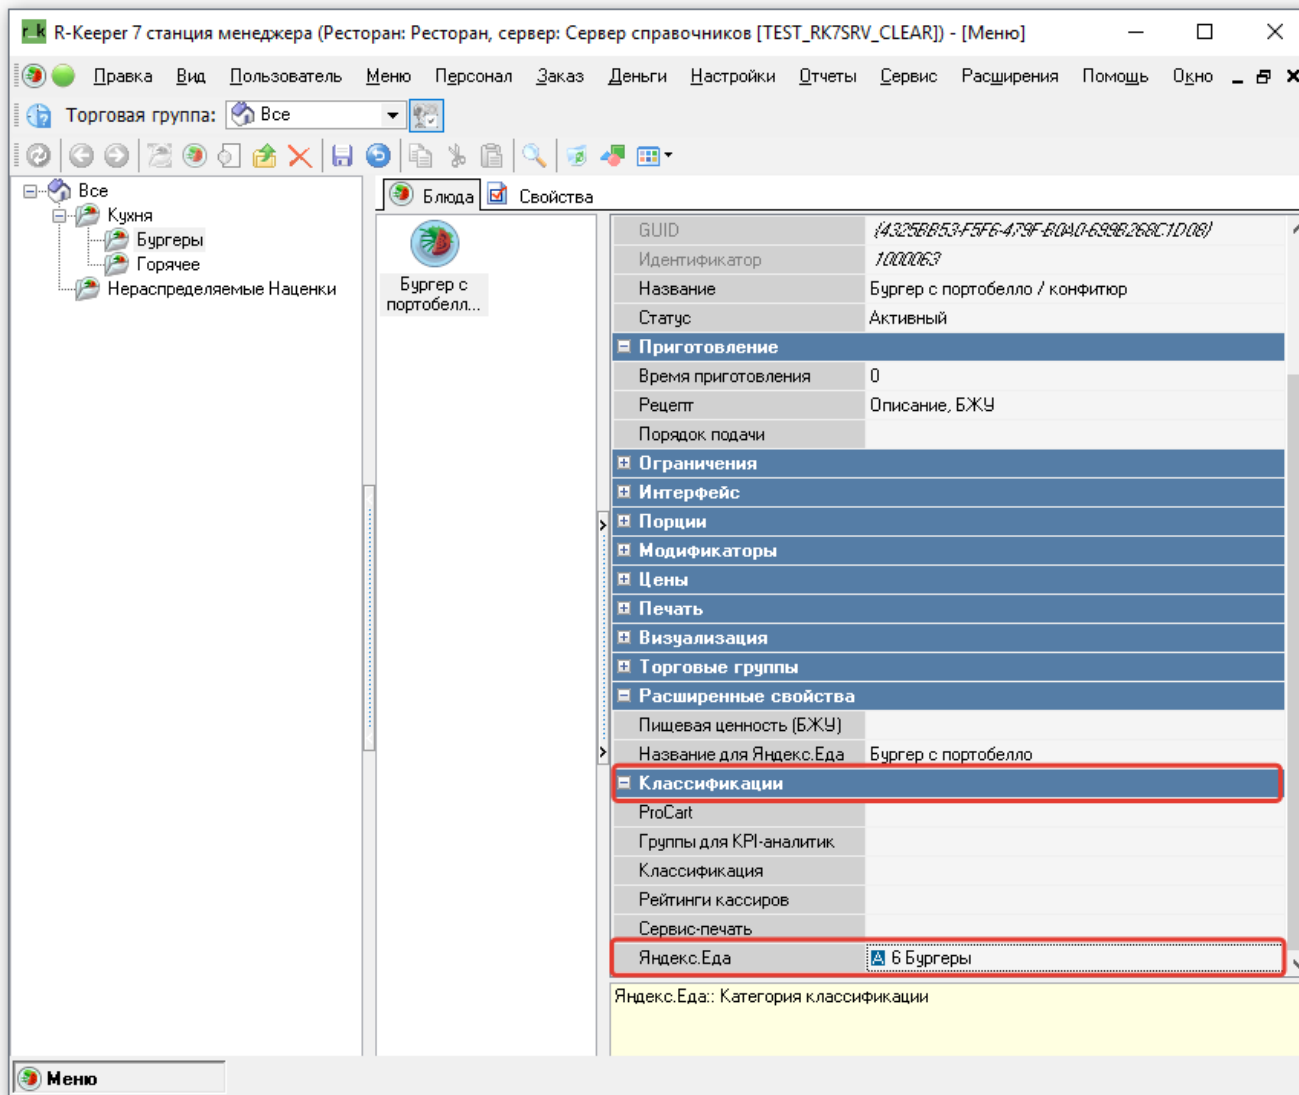 R-Keeper 7 станция менеджера (Ресторан: Ресторан, сервер: Сервер справочников [TEST_RK7SRV_CLEAR]) - [Меню]
Правка Вид Пользователь Меню Персонал Заказ Деньги Настройки Отчеты Сервис Расширения Помощь Окно
Торговая группа: Все
Все
Кухня
Бургеры
Горячее
Нераспределяемые Наценки
Блюда Свойства
Бургер с
портобелл...
GUID {4325BB53-F5F6-479F-B0A0-699B268C1D08}
Идентификатор 1000063
Название Бургер с портобелло / конфитюр
Статус Активный
Приготовление
Время приготовления 0
Рецепт Описание, БЖУ
Порядок подачи
Ограничения
Интерфейс
Порции
Модификаторы
Цены
Печать
Визуализация
Торговые группы
Расширенные свойства
Пищевая ценность (БЖУ)
Название для Яндекс.Еда Бургер с портобелло
Классификации
ProCart
Группы для KPI-аналитик
Классификация
Рейтинги кассиров
Сервис-печать
Яндекс.Еда A 6 Бургеры
Яндекс.Еда:: Категория классификации
Меню